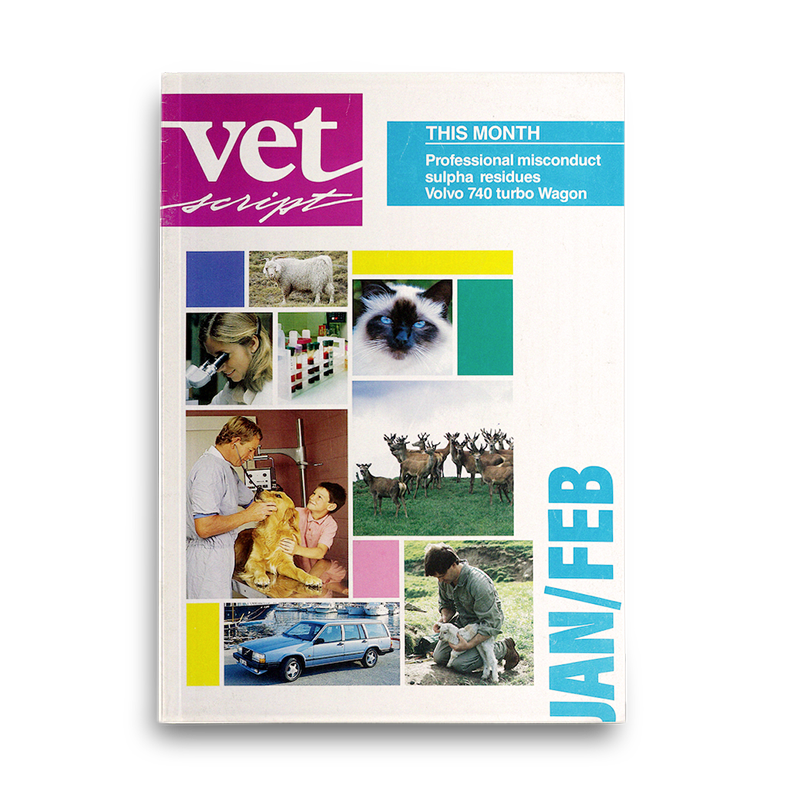 vet
script
THIS MONTH
Professional misconduct
sulpha residues
Volvo 740 turbo Wagon
JAN/FEB